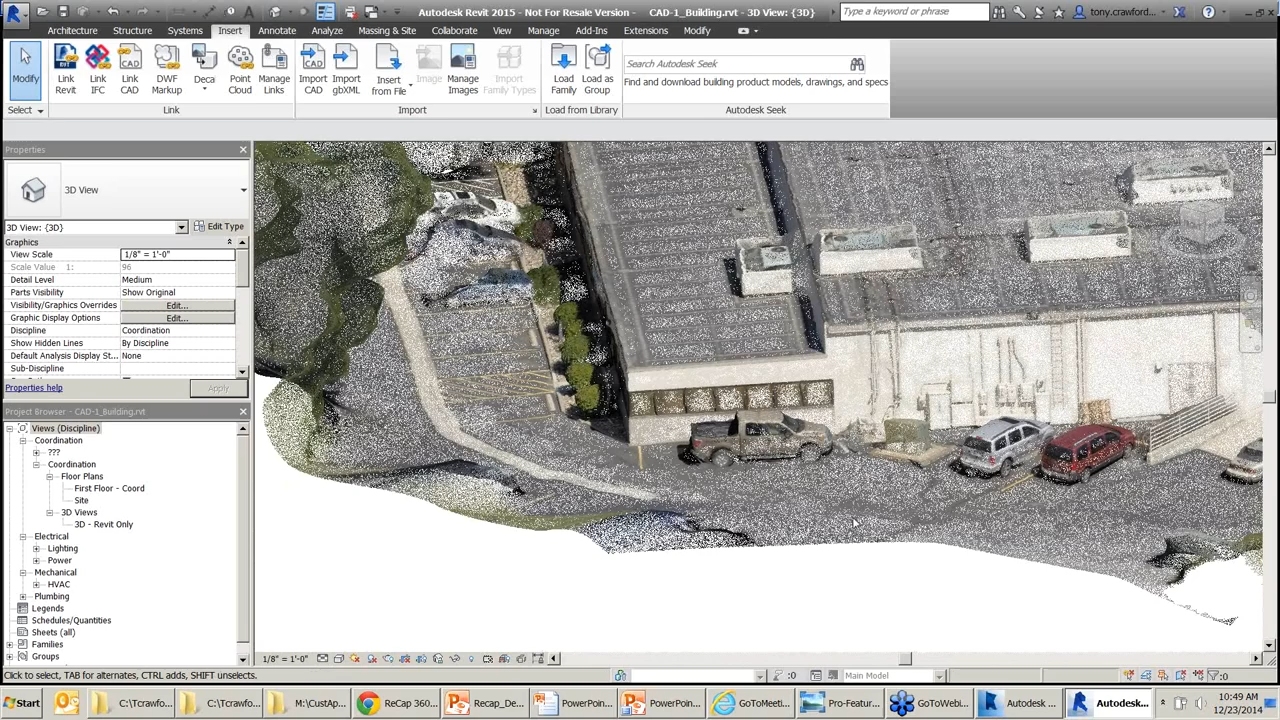 Autodesk Revit 2015 - Not For Resale Version - CAD-1_Building.rvt - 3D View: {3D}
Type a keyword or phrase
tony.crawford...
Architecture Structure Systems Insert Annotate Analyze Massing & Site Collaborate View Manage Add-Ins Extensions Modify
Modify
Link Revit
Link IFC
Link CAD
DWF Markup
Deca
Point Cloud
Manage Links
Import CAD
Import gbXML
Insert from File
Image
Manage Images
Import Family Types
Load Family
Load as Group
Search Autodesk Seek
Find and download building product models, drawings, and specs
Select Link Import Load from Library Autodesk Seek
Properties
3D View
3D View: {3D} Edit Type
Graphics
View Scale 1/8" = 1'-0"
Scale Value 1: 96
Detail Level Medium
Parts Visibility Show Original
Visibility/Graphics Overrides Edit...
Graphic Display Options Edit...
Discipline Coordination
Show Hidden Lines By Discipline
Default Analysis Display St... None
Sub-Discipline
Properties help Apply
Project Browser - CAD-1_Building.rvt
Views (Discipline)
Coordination
???
Coordination
Floor Plans
First Floor - Coord
Site
3D Views
3D - Revit Only
Electrical
Lighting
Power
Mechanical
HVAC
Plumbing
Legends
Schedules/Quantities
Sheets (all)
Families
Groups
1/8" = 1'-0"
Click to select, TAB for alternates, CTRL adds, SHIFT unselects.
:0
Main Model
:0
Start
C:\Tcrawfo...
C:\Tcrawfo...
M:\CustAp...
ReCap 360...
Recap_De...
PowerPoin...
PowerPoin...
GoToMeeti...
Pro-Featur...
GoToWebi...
Autodesk ...
Autodesk...
10:49 AM
12/23/2014